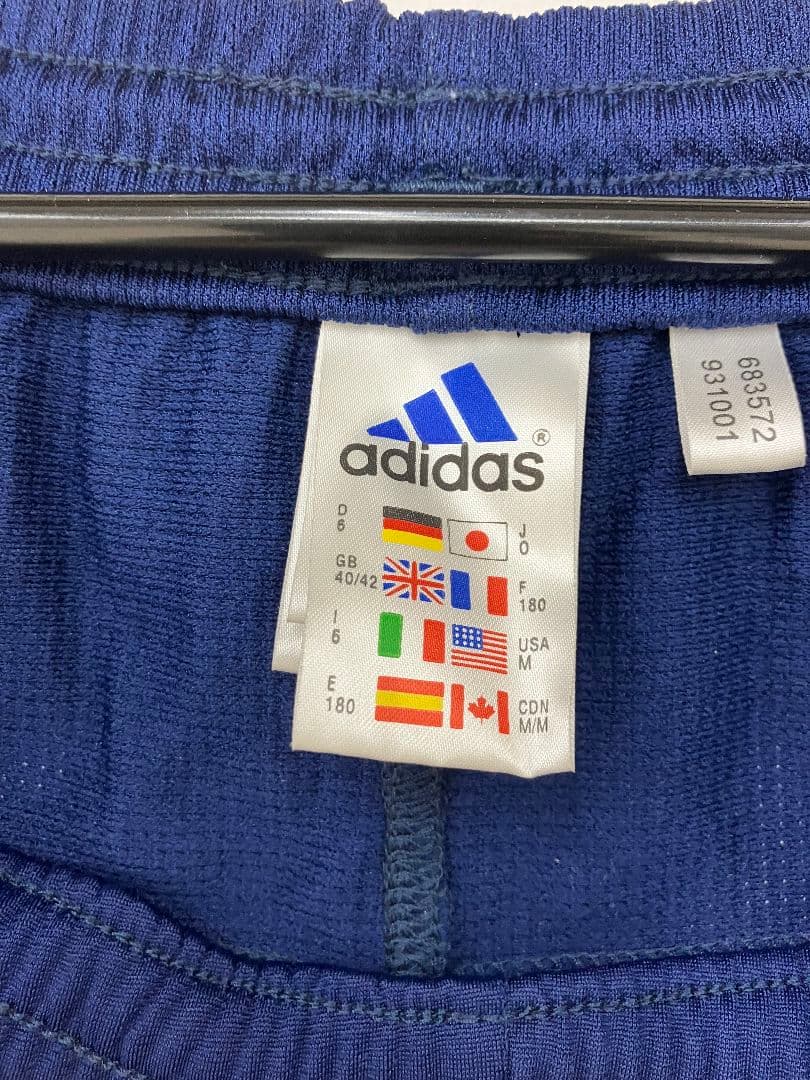 adidas®
D
6
J
O
GB
40/42
F
180
I
6
USA
M
E
180
CDN
M/M
683572
931001